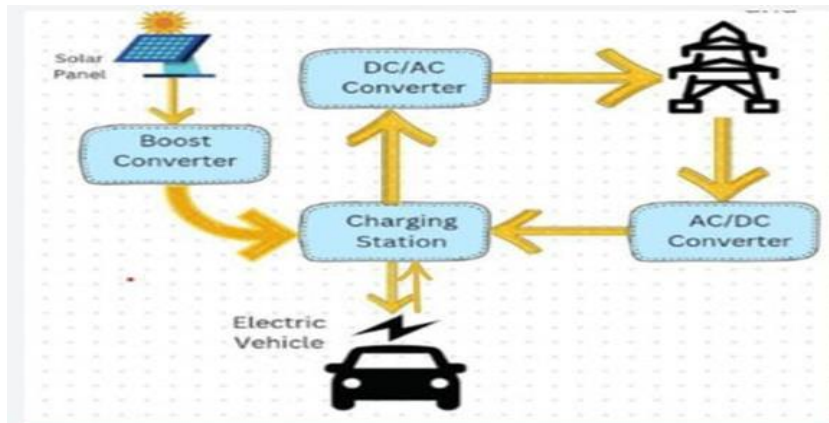 Solar
Panel
DC/AC
Converter
Boost
Converter
Charging
Station
AC/DC
Converter
Electric
Vehicle